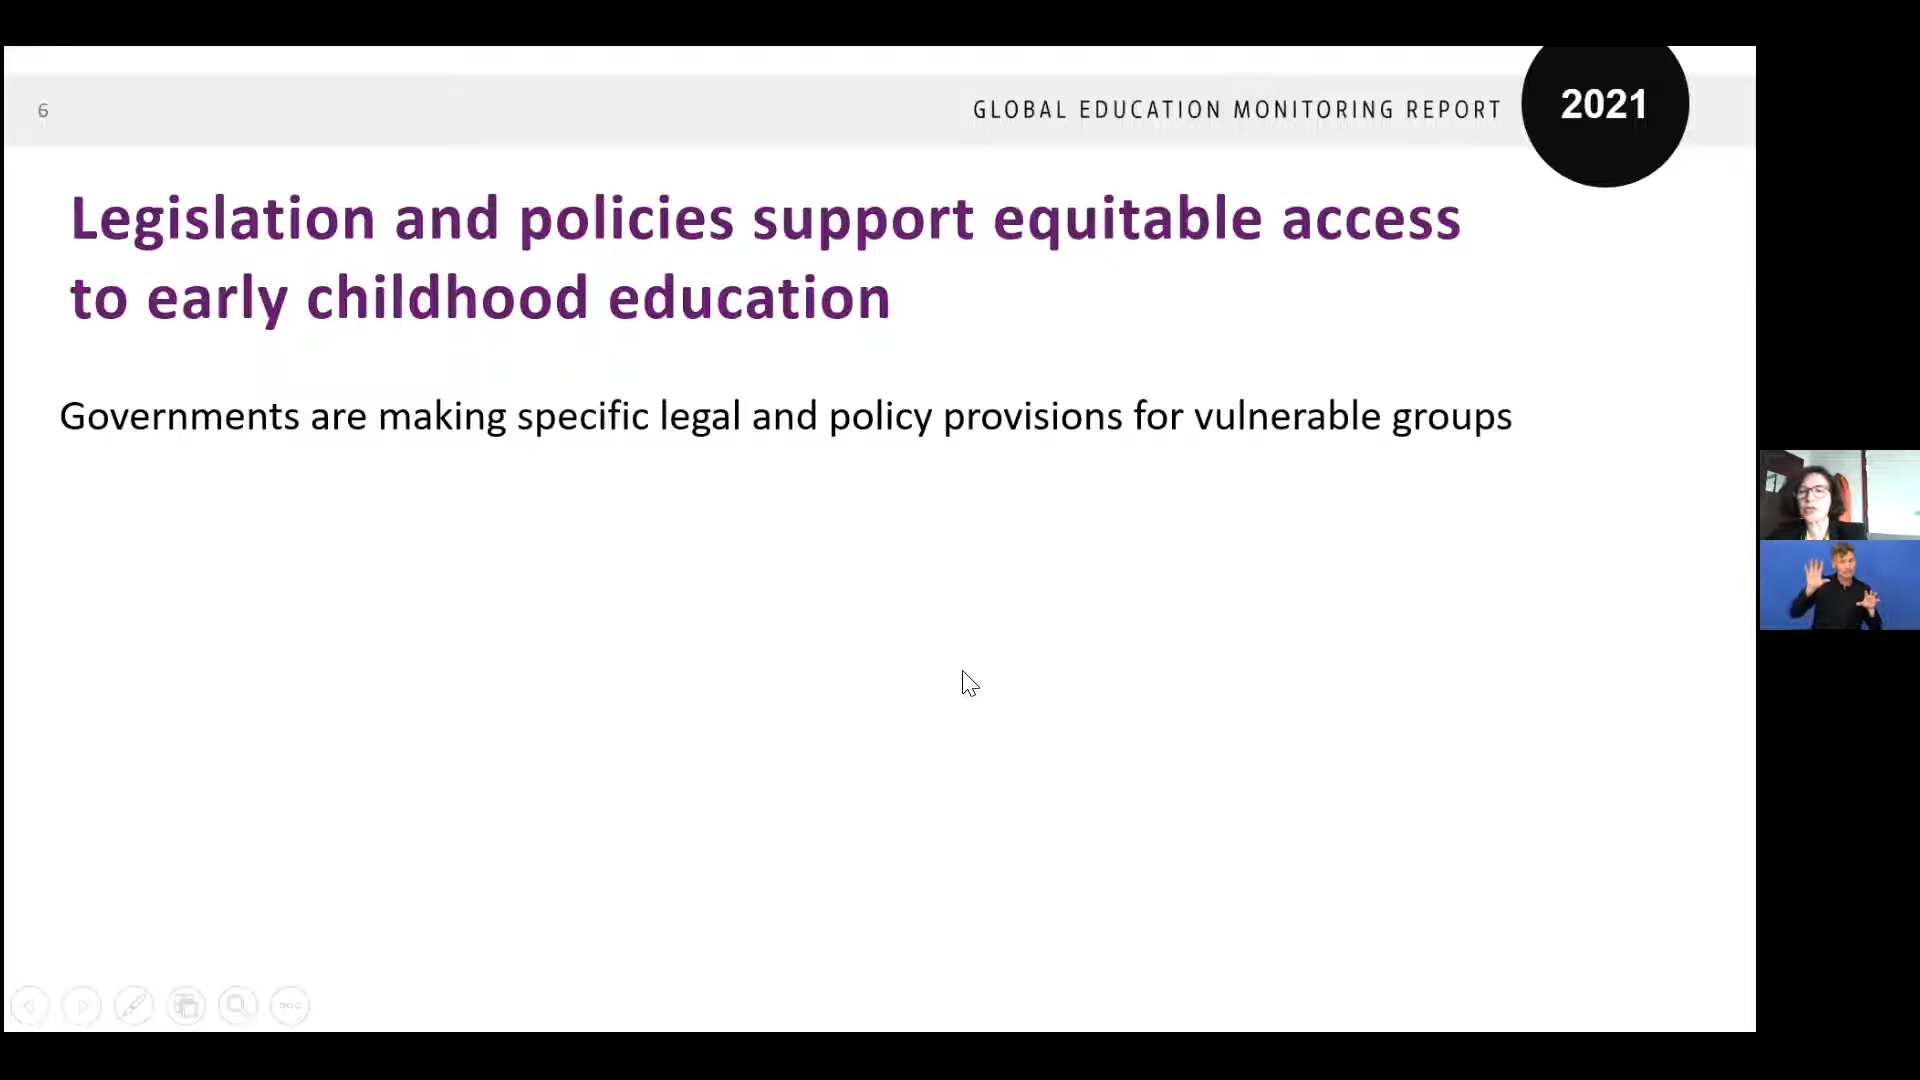 6
GLOBAL EDUCATION MONITORING REPORT
2021
Legislation and policies support equitable access
to early childhood education
Governments are making specific legal and policy provisions for vulnerable groups